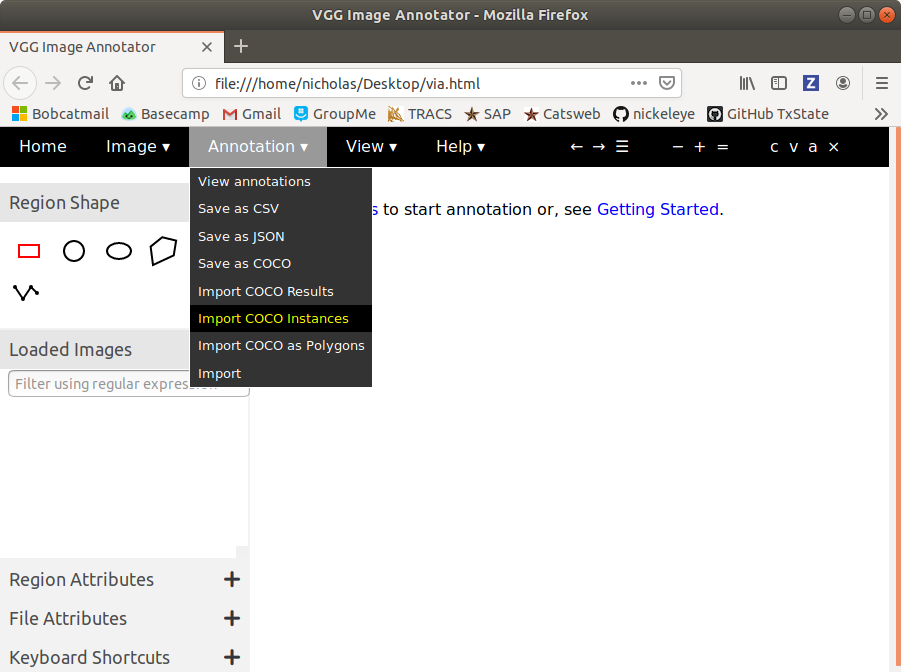 VGG Image Annotator - Mozilla Firefox
VGG Image Annotator
file:///home/nicholas/Desktop/via.html
Z
Bobcatmail Basecamp Gmail GroupMe TRACS SAP Catsweb nickeleye GitHub TxState
Home Image ▾ Annotation ▾ View ▾ Help ▾ ← → ☰ − + = c v a ×
View annotations
Save as CSV
Save as JSON
Save as COCO
Import COCO Results
Import COCO Instances
Import COCO as Polygons
Import
s to start annotation or, see Getting Started.
Region Shape
Loaded Images
Filter using regular expression
Region Attributes +
File Attributes +
Keyboard Shortcuts +